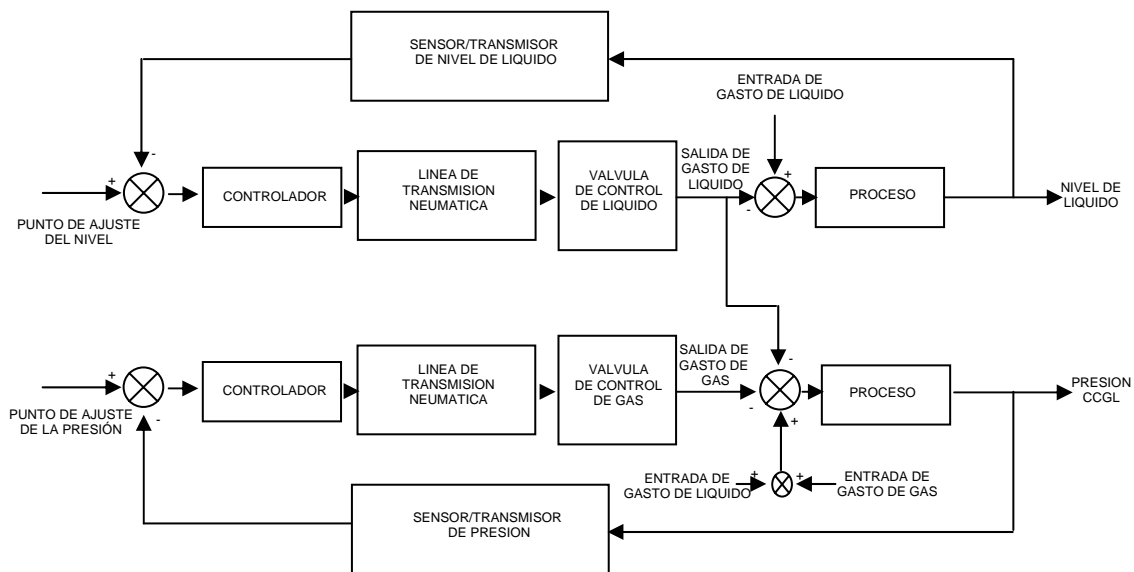 SENSOR/TRANSMISOR
DE NIVEL DE LIQUIDO
ENTRADA DE
GASTO DE LIQUIDO
-
+
+
-
CONTROLADOR
LINEA DE
TRANSMISION
NEUMATICA
VALVULA
DE CONTROL
DE LIQUIDO
SALIDA DE
GASTO DE
LIQUIDO
PROCESO
NIVEL DE
LIQUIDO
PUNTO DE AJUSTE
DEL NIVEL
+
-
CONTROLADOR
LINEA DE
TRANSMISION
NEUMATICA
VALVULA
DE CONTROL
DE GAS
SALIDA DE
GASTO DE
GAS
-
-
+
PROCESO
PRESION
CCGL
PUNTO DE AJUSTE
DE LA PRESIÓN
ENTRADA DE
GASTO DE LIQUIDO
+
+
ENTRADA DE
GASTO DE GAS
SENSOR/TRANSMISOR
DE PRESION